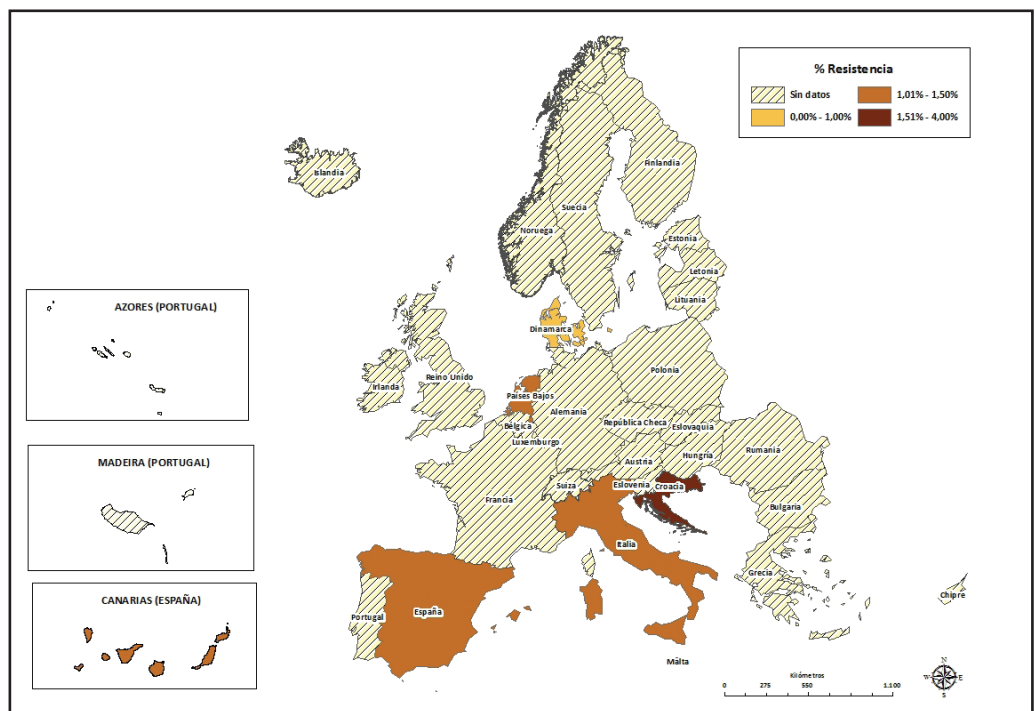 % Resistencia
Sin datos
1,01% - 1,50%
0,00% - 1,00%
1,51% - 4,00%
Islandia
Finlandia
Suecia
Noruega
Estonia
Letonia
Lituania
AZORES (PORTUGAL)
Dinamarca
Irlanda
Reino Unido
Polonia
Paises Bajos
Alemania
Bélgica
República Checa
Eslovaquia
Luxemburgo
Hungría
Rumania
MADEIRA (PORTUGAL)
Austria
Suiza
Eslovenia
Croacia
Francia
Bulgaria
Italia
Grecia
Chipre
CANARIAS (ESPAÑA)
Portugal
España
Malta
Kilómetros
0 275 550 1.100
N
W E
S